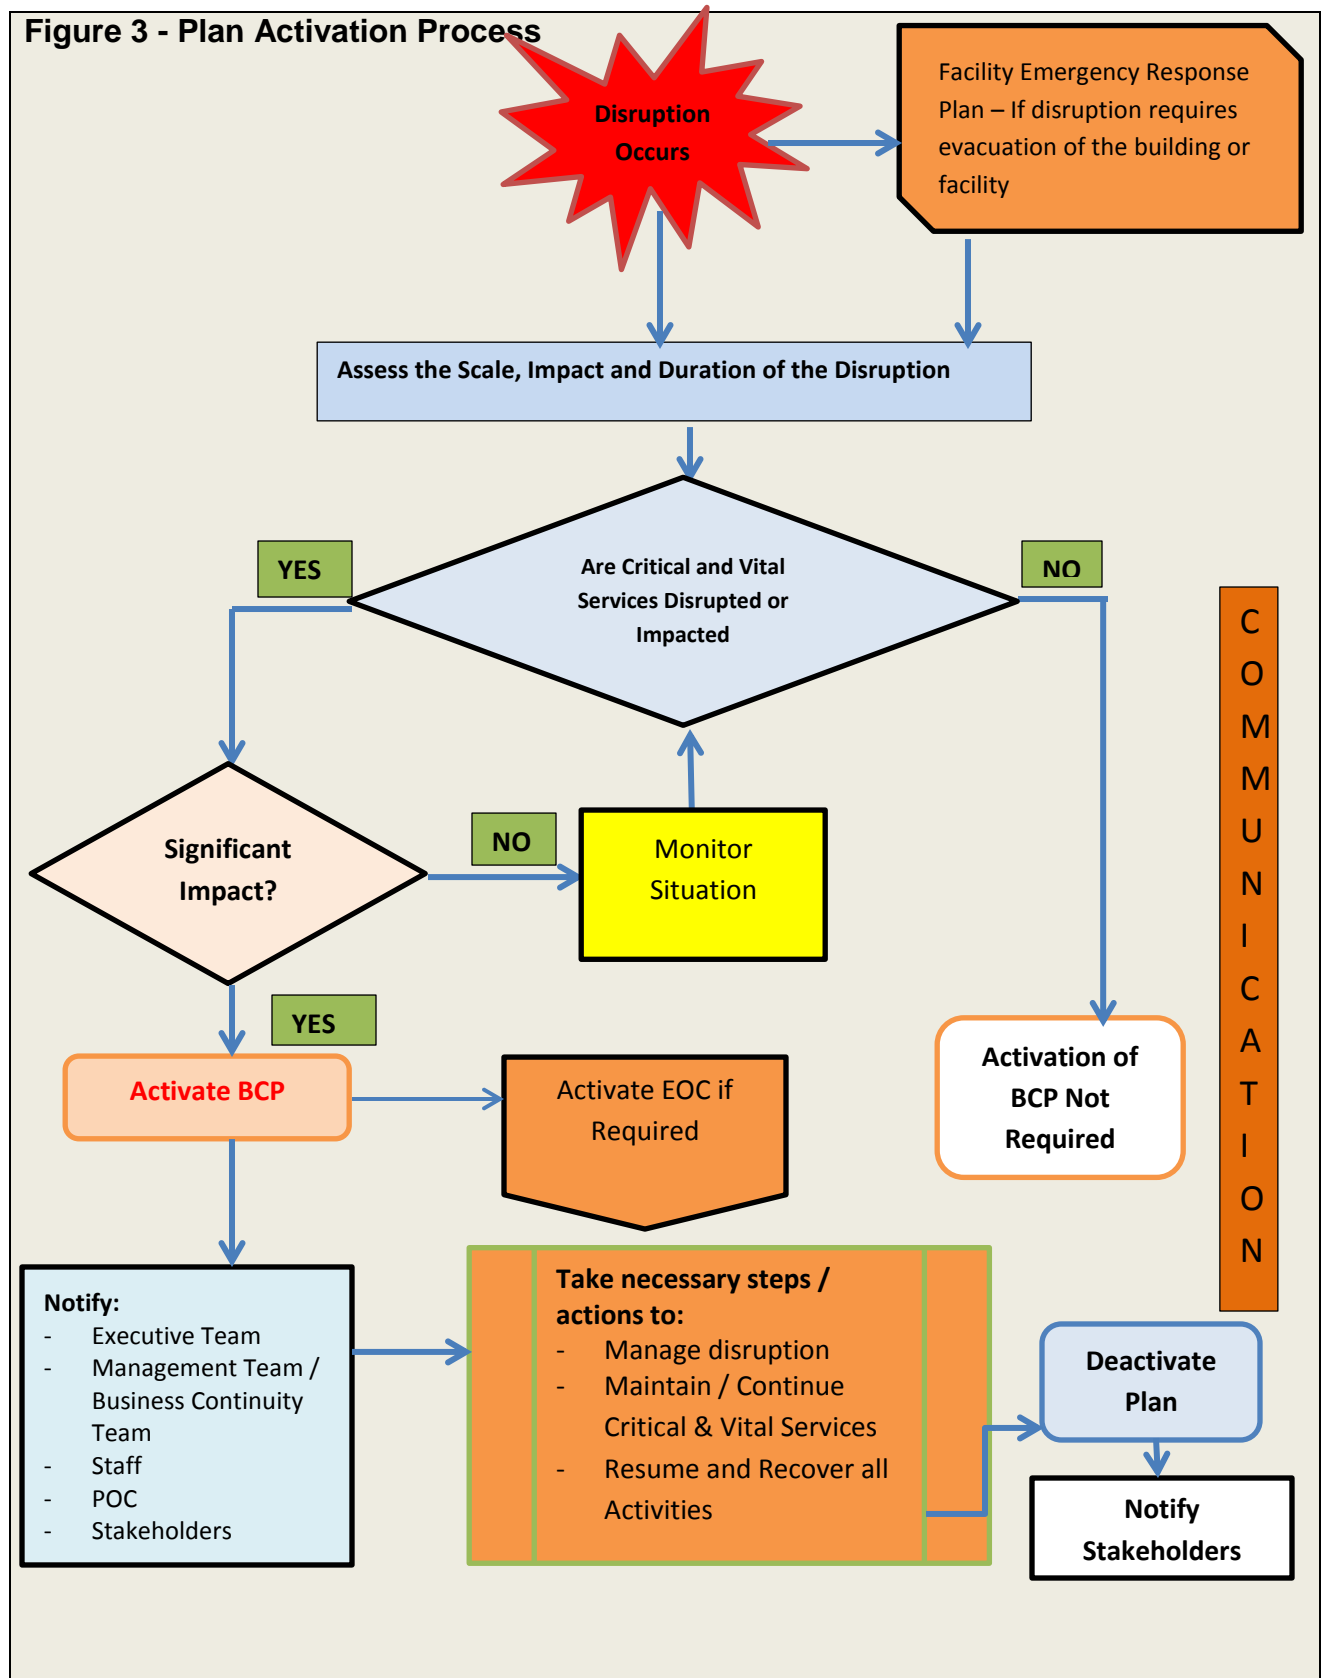 Figure 3 - Plan Activation Process
Disruption
Occurs
Facility Emergency Response
Plan – If disruption requires
evacuation of the building or
facility
Assess the Scale, Impact and Duration of the Disruption
Are Critical and Vital
Services Disrupted or
Impacted
YES
NO
C
O
M
M
U
N
I
C
A
T
I
O
N
Significant
Impact?
NO
Monitor
Situation
YES
Activate BCP
Activate EOC if
Required
Activation of
BCP Not
Required
Notify:
- Executive Team
- Management Team /
Business Continuity
Team
- Staff
- POC
- Stakeholders
Take necessary steps /
actions to:
- Manage disruption
- Maintain / Continue
Critical & Vital Services
- Resume and Recover all
Activities
Deactivate
Plan
Notify
Stakeholders